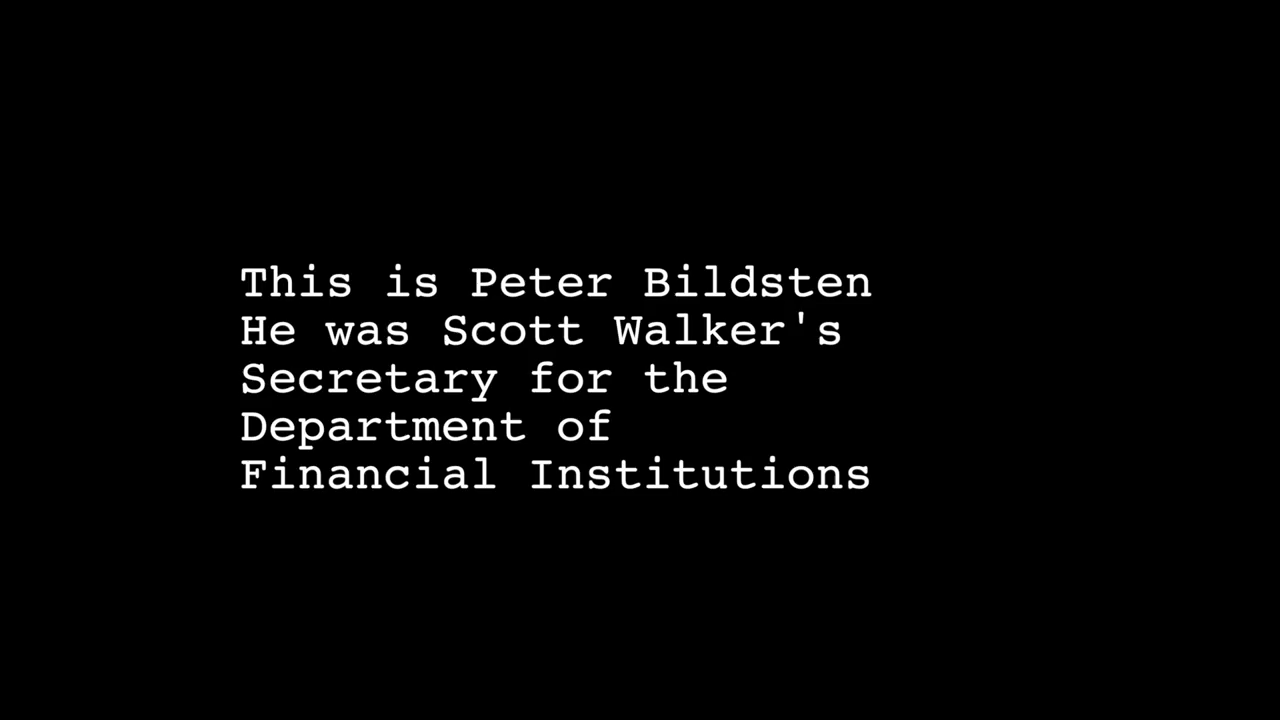 This is Peter Bildsten
He was Scott Walker's
Secretary for the
Department of
Financial Institutions